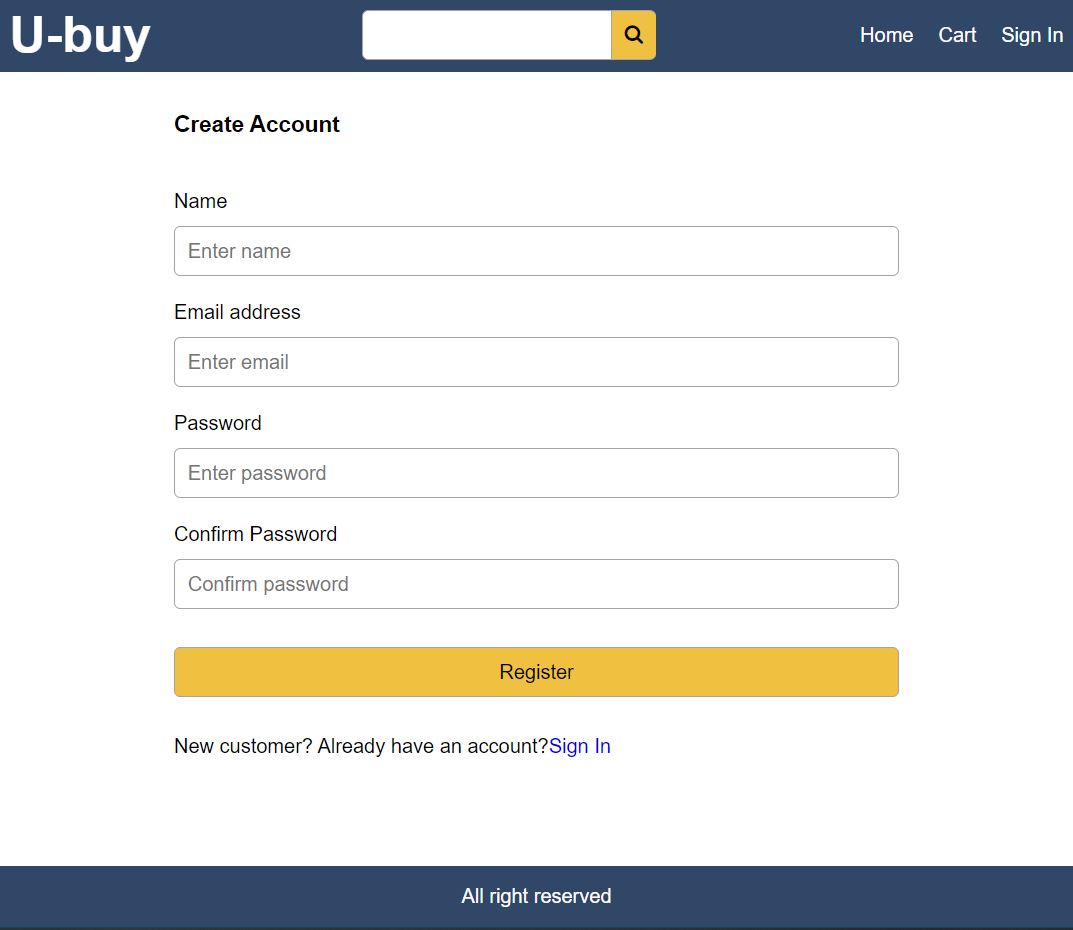 U-buy
Home Cart Sign In
Create Account
Name
Enter name
Email address
Enter email
Password
Enter password
Confirm Password
Confirm password
Register
New customer? Already have an account?Sign In
All right reserved